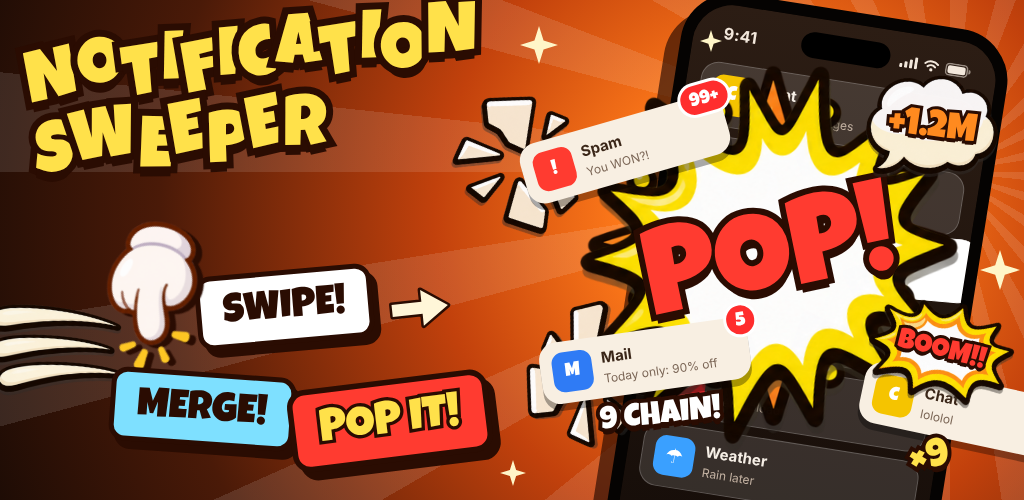 NOTIFICATION
SWEEPER
9:41
99+
Spam
You WON?!
+1.2M
POP!
SWIPE!
5
M
Mail
Today only: 90% off
BOOM!!
MERGE!
POP IT!
9 CHAIN!
C
Chat
lololol
+9
Weather
Rain later